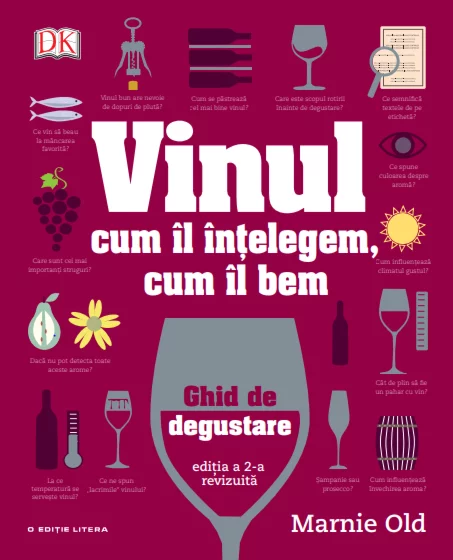 DK
Vinul bun are nevoie
de dopuri de plută?
Cum se păstrează
cel mai bine vinul?
Care este scopul rotirii
înainte de degustare?
Ce semnifică
textele de pe
etichetă?
Ce vin să beau
la mâncarea
favorită?
Vinul
Ce spune
culoarea despre
aromă?
cum îl înțelegem,
cum îl bem
Care sunt cei mai
importanți struguri?
Cum influențează
climatul gustul?
Dacă nu pot detecta toate
aceste arome?
Cât de plin să fie
un pahar cu vin?
Ghid de
degustare
ediția a 2-a
revizuită
La ce
temperatură se
servește vinul?
Ce ne spun
„lacrimile” vinului?
Șampanie sau
prosecco?
Cum influențează
învechirea aroma?
O EDIȚIE LITERA
Marnie Old